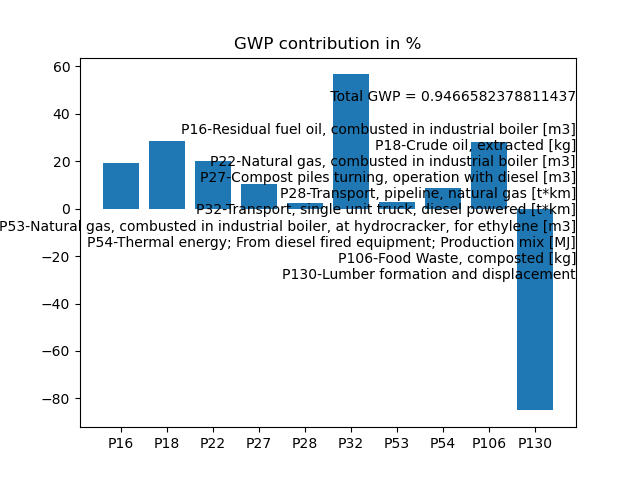 GWP contribution in %
60
40
20
0
−20
−40
−60
−80
Total GWP = 0.9466582378811437
P16-Residual fuel oil, combusted in industrial boiler [m3]
P18-Crude oil, extracted [kg]
P22-Natural gas, combusted in industrial boiler [m3]
P27-Compost piles turning, operation with diesel [m3]
P28-Transport, pipeline, natural gas [t*km]
P32-Transport, single unit truck, diesel powered [t*km]
P53-Natural gas, combusted in industrial boiler, at hydrocracker, for ethylene [m3]
P54-Thermal energy; From diesel fired equipment; Production mix [MJ]
P106-Food Waste, composted [kg]
P130-Lumber formation and displacement
P16 P18 P22 P27 P28 P32 P53 P54 P106 P130